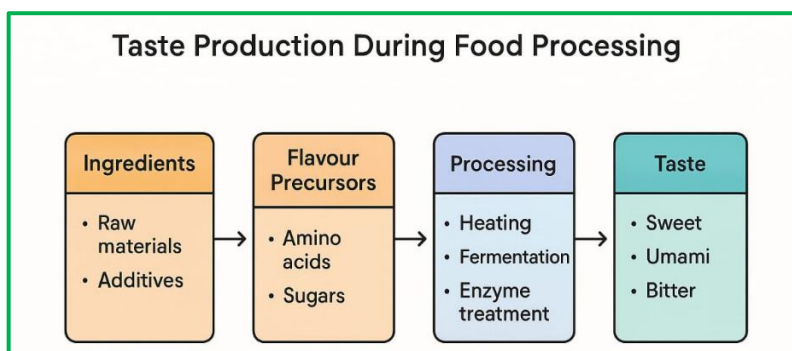 Taste Production During Food Processing
Ingredients
• Raw
materials
• Additives
Flavour
Precursors
• Amino
acids
• Sugars
Processing
• Heating
• Fermentation
• Enzyme
treatment
Taste
• Sweet
• Umami
• Bitter